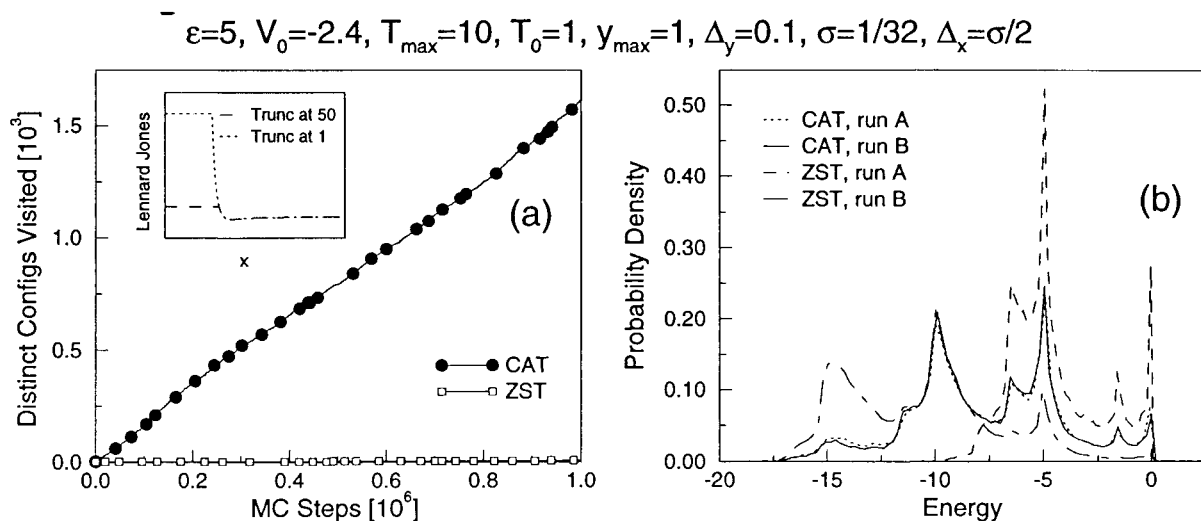 ε=5, V₀=-2.4, Tₘₐₓ=10, T₀=1, yₘₐₓ=1, Δ_y=0.1, σ=1/32, Δₓ=σ/2
Distinct Configs Visited [10³]
1.5
1.0
0.5
0.0
0.0
0.2
0.4
0.6
0.8
1.0
MC Steps [10⁶]
Lennard Jones
x
Trunc at 50
Trunc at 1
(a)
CAT
ZST
Probability Density
0.50
0.40
0.30
0.20
0.10
0.00
-20
-15
-10
-5
0
Energy
CAT, run A
CAT, run B
ZST, run A
ZST, run B
(b)